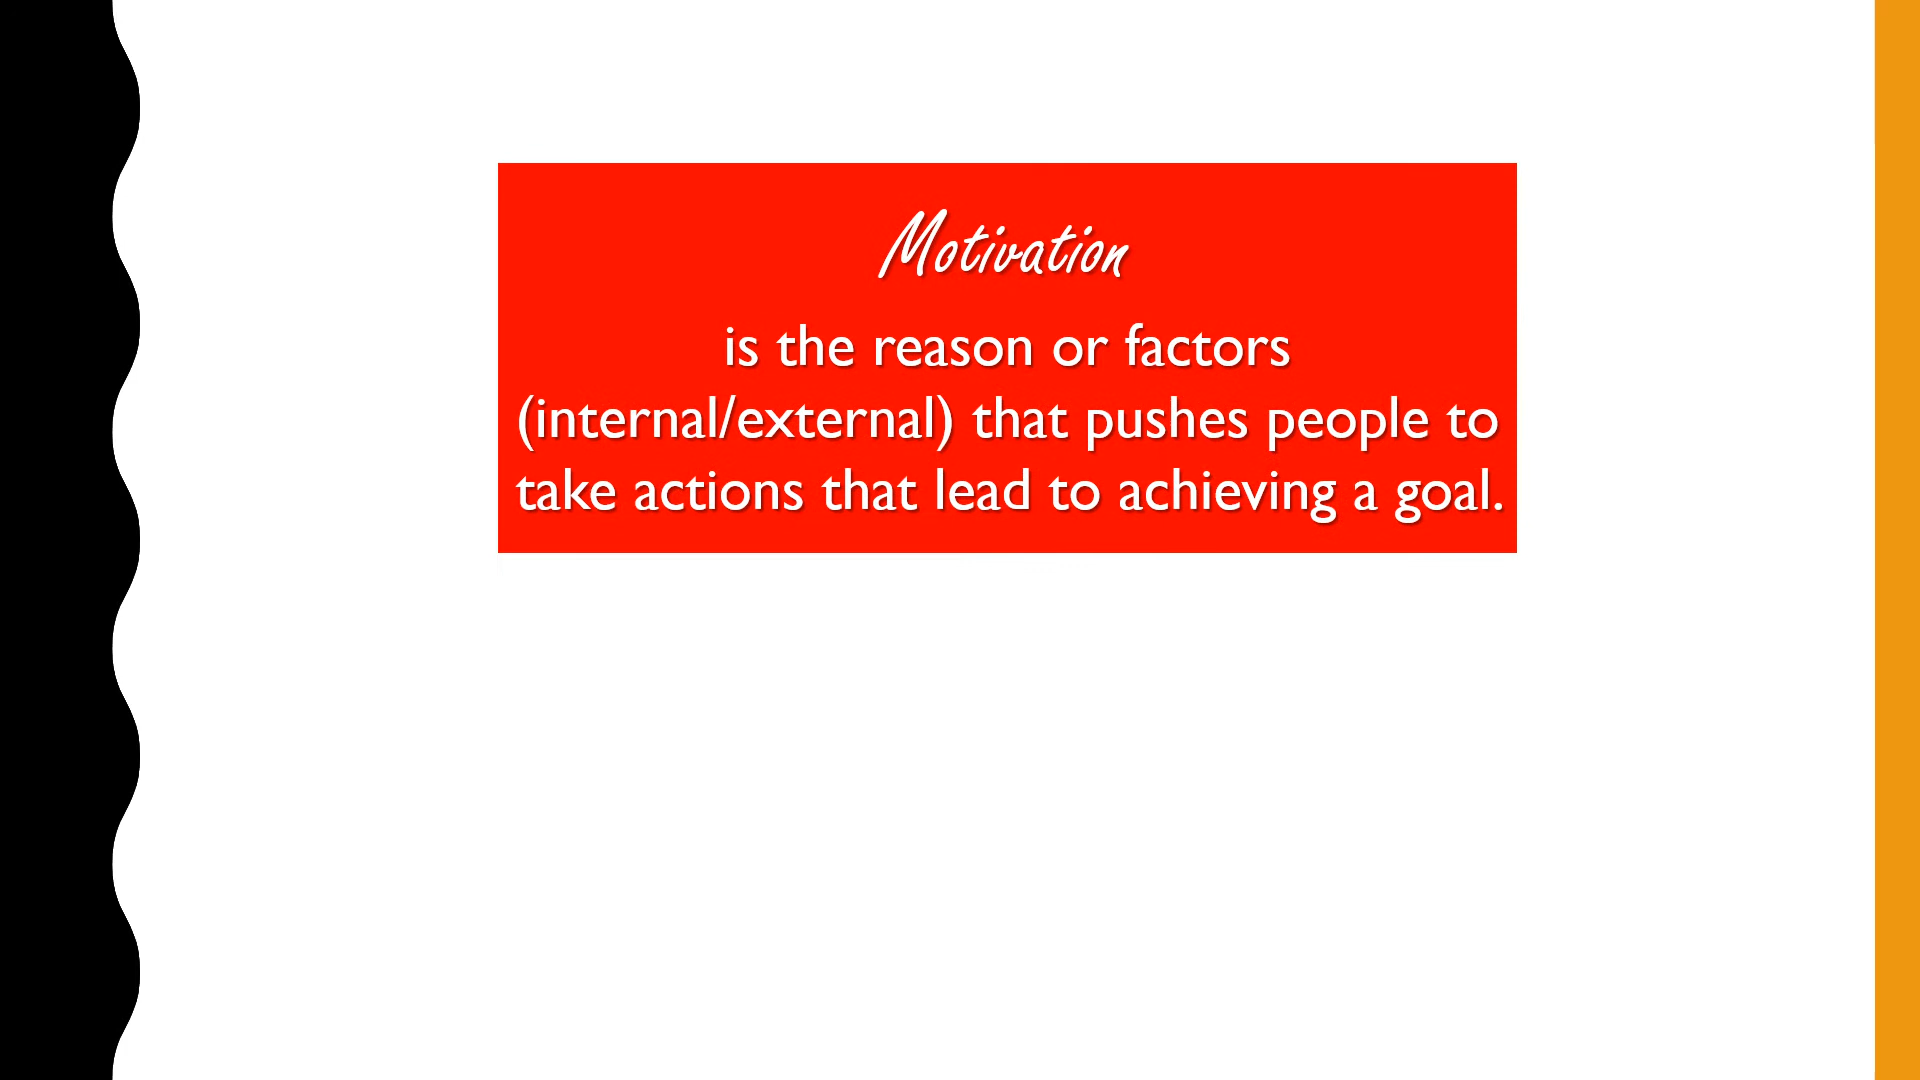 Motivation
is the reason or factors
(internal/external) that pushes people to
take actions that lead to achieving a goal.